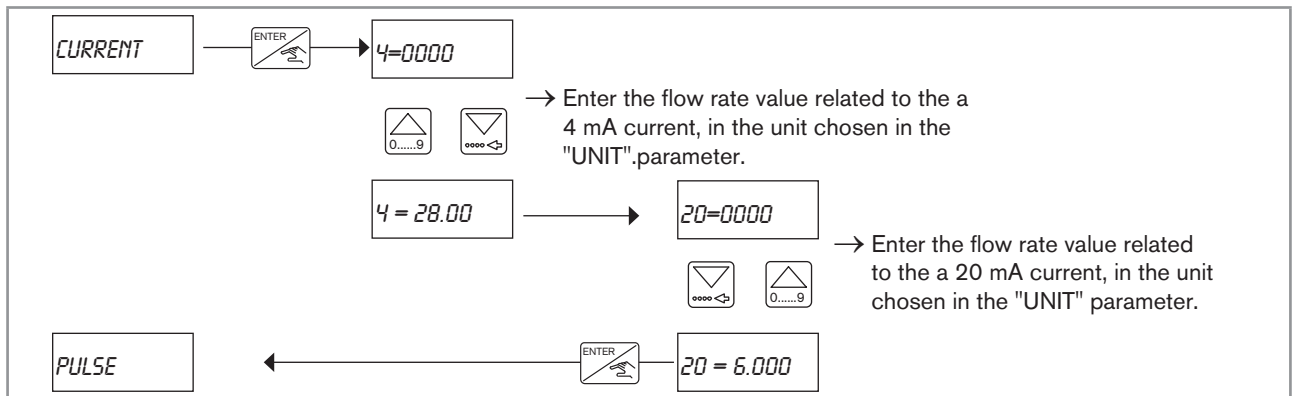 CURRENT
ENTER
4=0000
0......9
→ Enter the flow rate value related to the a
4 mA current, in the unit chosen in the
"UNIT".parameter.
4 = 28.00
20=0000
→ Enter the flow rate value related
to the a 20 mA current, in the unit
chosen in the "UNIT" parameter.
0......9
PULSE
ENTER
20 = 6.000